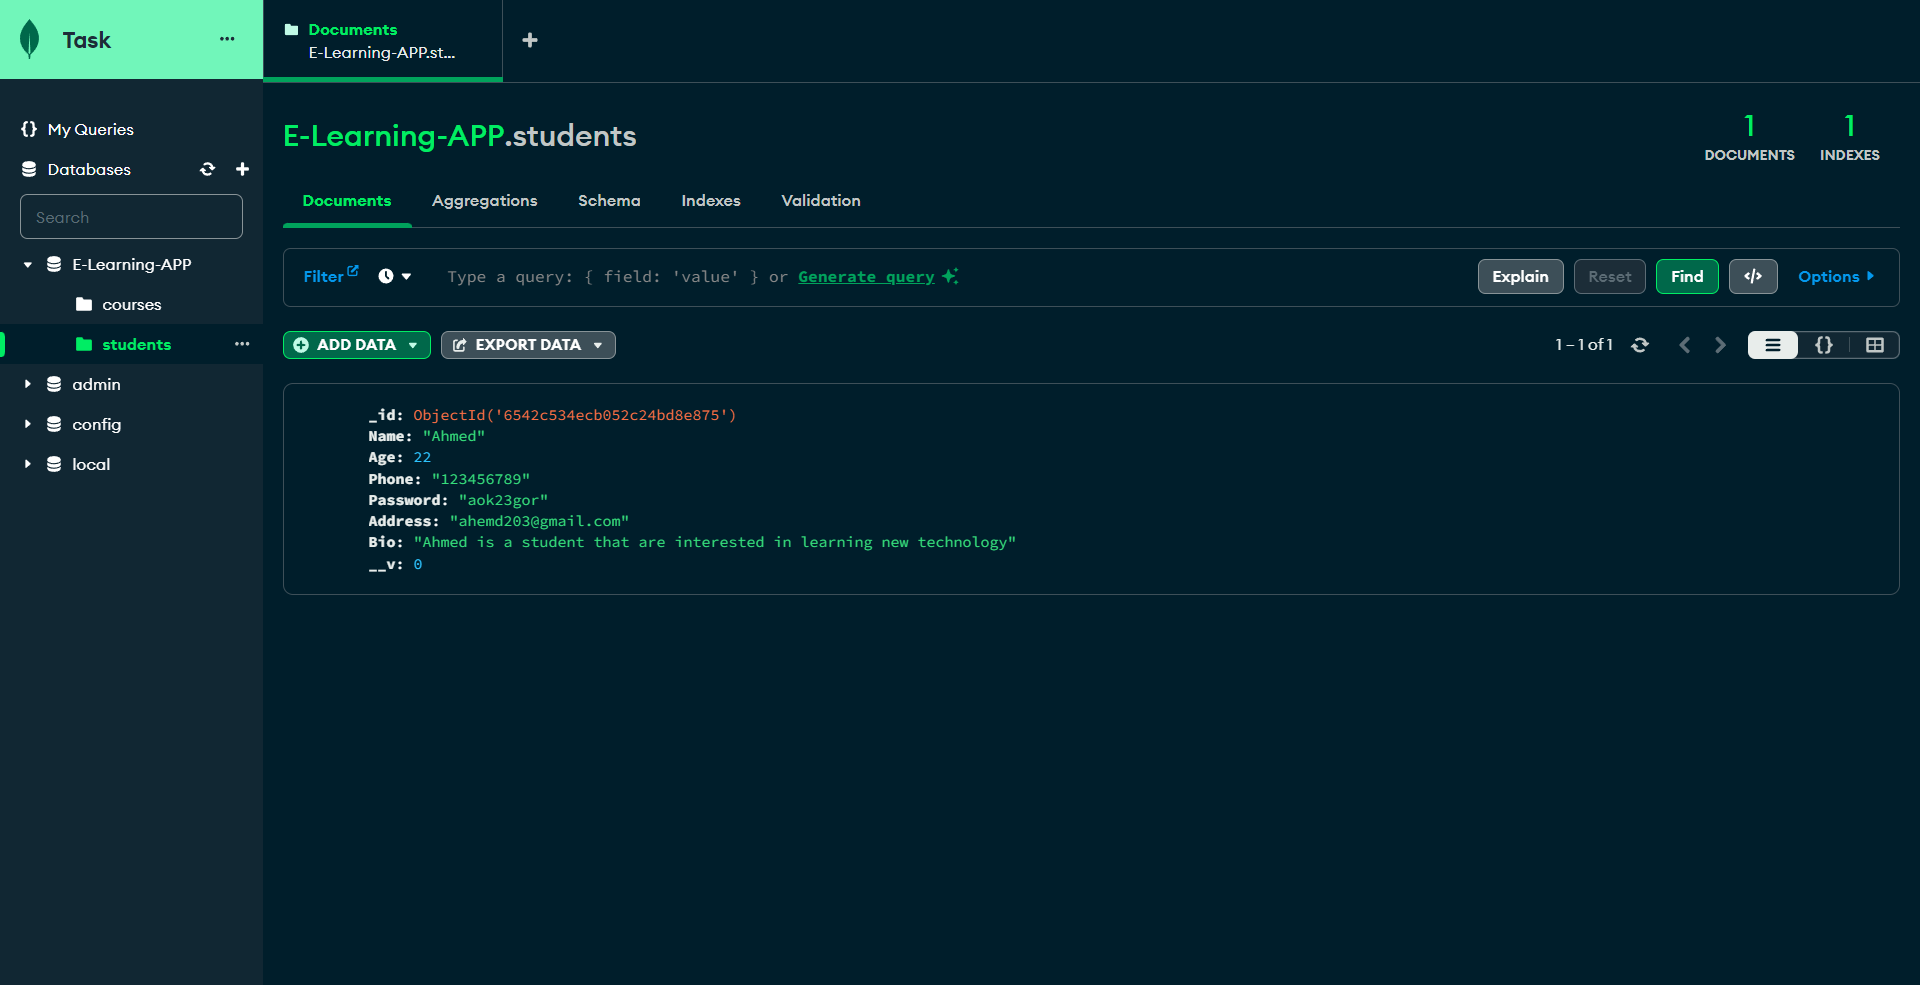 Task
Documents
E-Learning-APP.st...
My Queries
Databases
Search
E-Learning-APP
courses
students
admin
config
local
E-Learning-APP.students
1
DOCUMENTS
1
INDEXES
Documents Aggregations Schema Indexes Validation
Filter Type a query: { field: 'value' } or Generate query Explain Reset Find </> Options
ADD DATA EXPORT DATA 1 – 1 of 1 {}
_id: ObjectId('6542c534ecb052c24bd8e875')
Name: "Ahmed"
Age: 22
Phone: "123456789"
Password: "aok23gor"
Address: "ahemd203@gmail.com"
Bio: "Ahmed is a student that are interested in learning new technology"
__v: 0